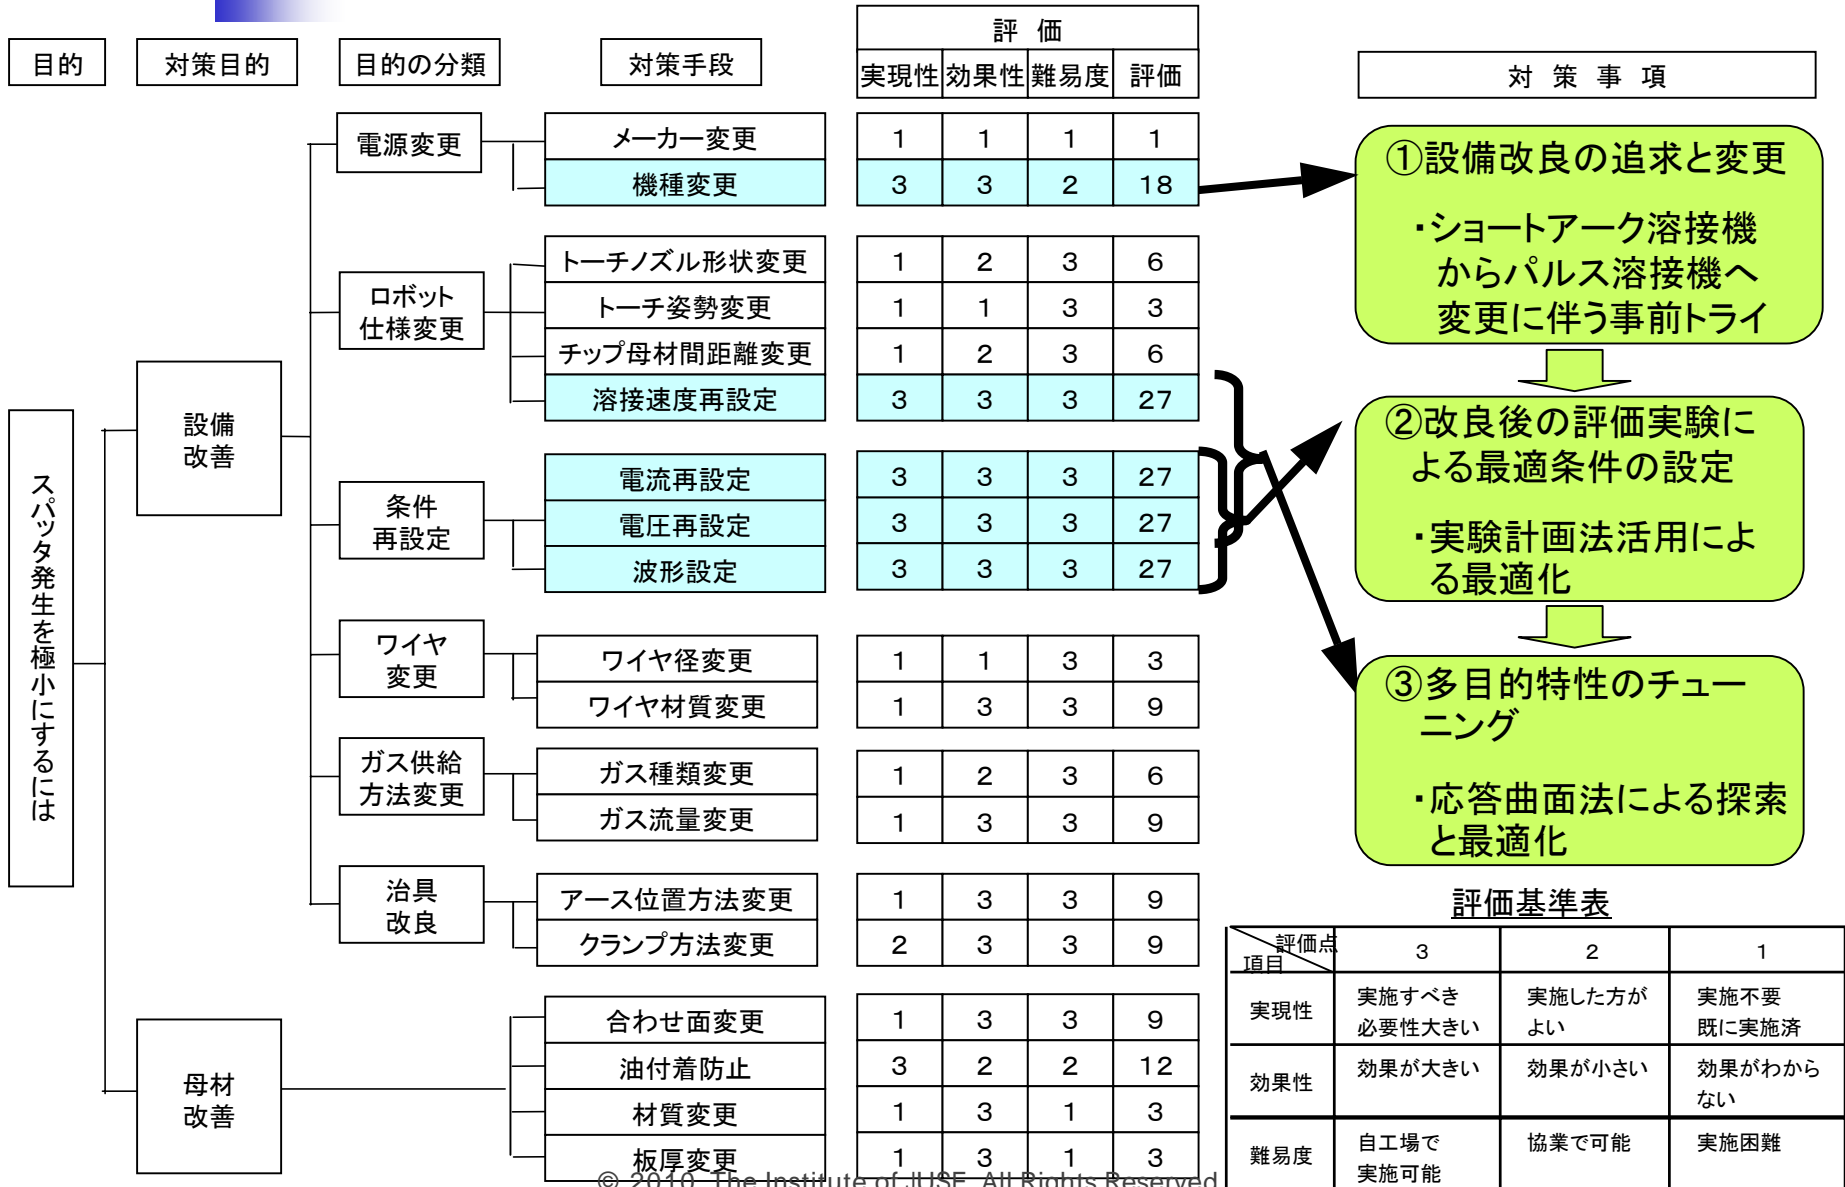 評 価
目的 対策目的 目的の分類 対策手段 実現性 効果性 難易度 評価 対 策 事 項
電源変更
メーカー変更 1 1 1 1
機種変更 3 3 2 18
ロボット
仕様変更
トーチノズル形状変更 1 2 3 6
トーチ姿勢変更 1 1 3 3
チップ母材間距離変更 1 2 3 6
溶接速度再設定 3 3 3 27
スパッタ発生を極小にするには
設備
改善
条件
再設定
電流再設定 3 3 3 27
電圧再設定 3 3 3 27
波形設定 3 3 3 27
ワイヤ
変更
ワイヤ径変更 1 1 3 3
ワイヤ材質変更 1 3 3 9
ガス供給
方法変更
ガス種類変更 1 2 3 6
ガス流量変更 1 3 3 9
治具
改良
アース位置方法変更 1 3 3 9
クランプ方法変更 2 3 3 9
母材
改善
合わせ面変更 1 3 3 9
油付着防止 3 2 2 12
材質変更 1 3 1 3
板厚変更 1 3 1 3
①設備改良の追求と変更
・ショートアーク溶接機
からパルス溶接機へ
変更に伴う事前トライ
②改良後の評価実験に
よる最適条件の設定
・実験計画法活用によ
る最適化
③多目的特性のチュー
ニング
・応答曲面法による探索
と最適化
評価基準表
評価点
項目 3 2 1
実現性 実施すべき 実施した方が 実施不要
必要性大きい よい 既に実施済
効果性 効果が大きい 効果が小さい 効果がわから
ない
難易度 自工場で 協業で可能 実施困難
実施可能
© 2010 The Institute of JUSE. All Rights Reserved